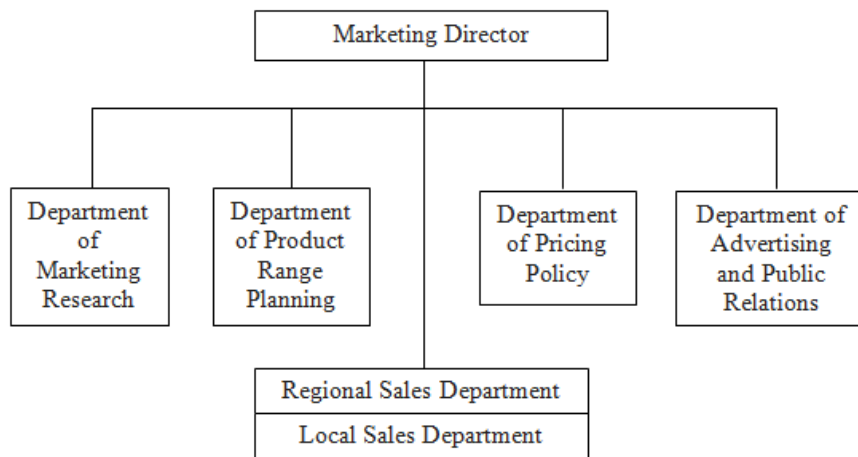 Marketing Director
Department
of
Marketing
Research
Department
of Product
Range
Planning
Department
of Pricing
Policy
Department of
Advertising
and Public
Relations
Regional Sales Department
Local Sales Department